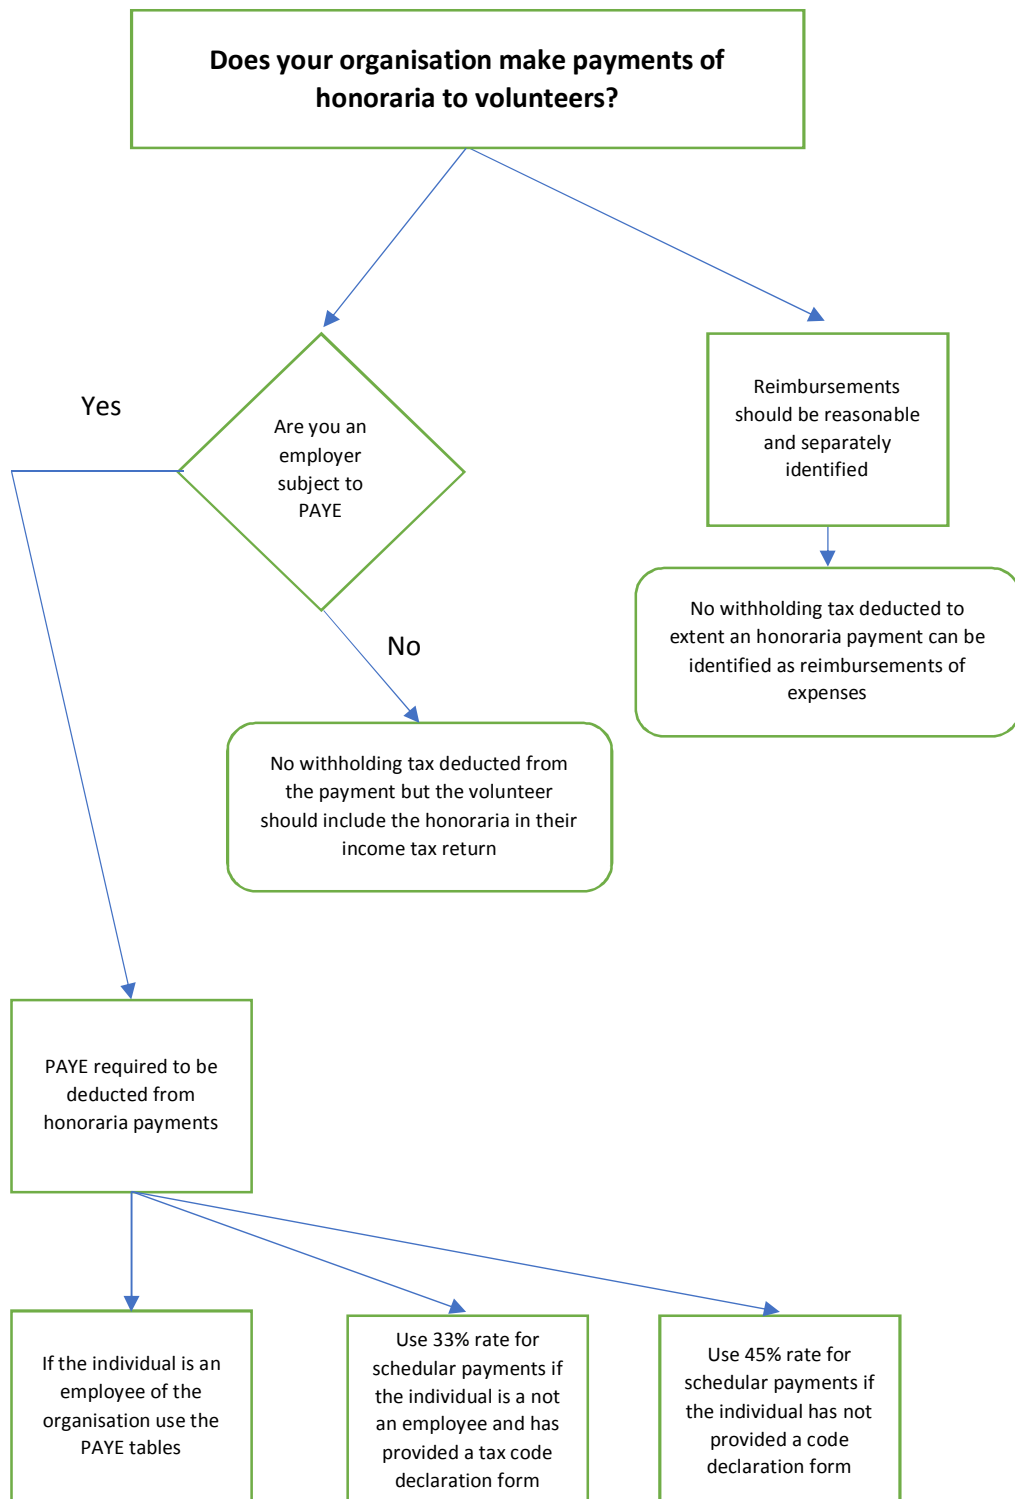 Does your organisation make payments of
honoraria to volunteers?
Yes
Are you an
employer
subject to
PAYE
Reimbursements
should be reasonable
and separately
identified
No
No withholding tax deducted to
extent an honoraria payment can be
identified as reimbursements of
expenses
No withholding tax deducted from
the payment but the volunteer
should include the honoraria in their
income tax return
PAYE required to be
deducted from
honoraria payments
If the individual is an
employee of the
organisation use the
PAYE tables
Use 33% rate for
schedular payments if
the individual is a not
an employee and has
provided a tax code
declaration form
Use 45% rate for
schedular payments if
the individual has not
provided a code
declaration form